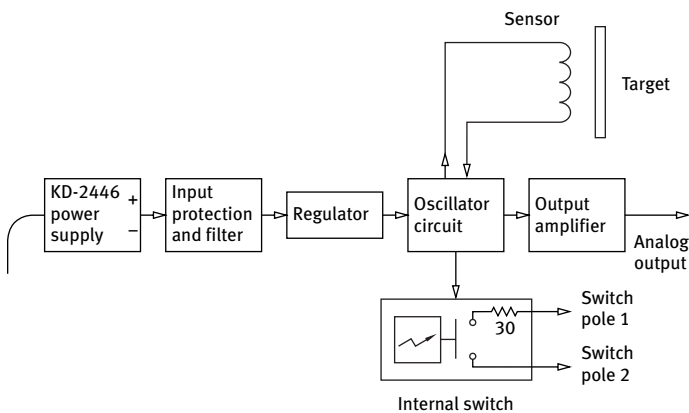 Sensor
Target
KD-2446
power
supply
+
–
Input
protection
and filter
Regulator
Oscillator
circuit
Output
amplifier
Analog
output
30
Switch
pole 1
Switch
pole 2
Internal switch